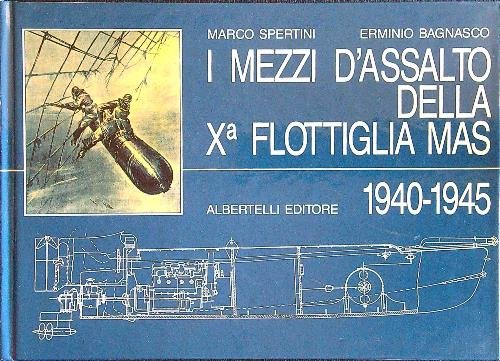 MARCO SPERTINI ERMINIO BAGNASCO
I MEZZI D'ASSALTO
DELLA
Xª FLOTTIGLIA MAS
1940-1945
ALBERTELLI EDITORE